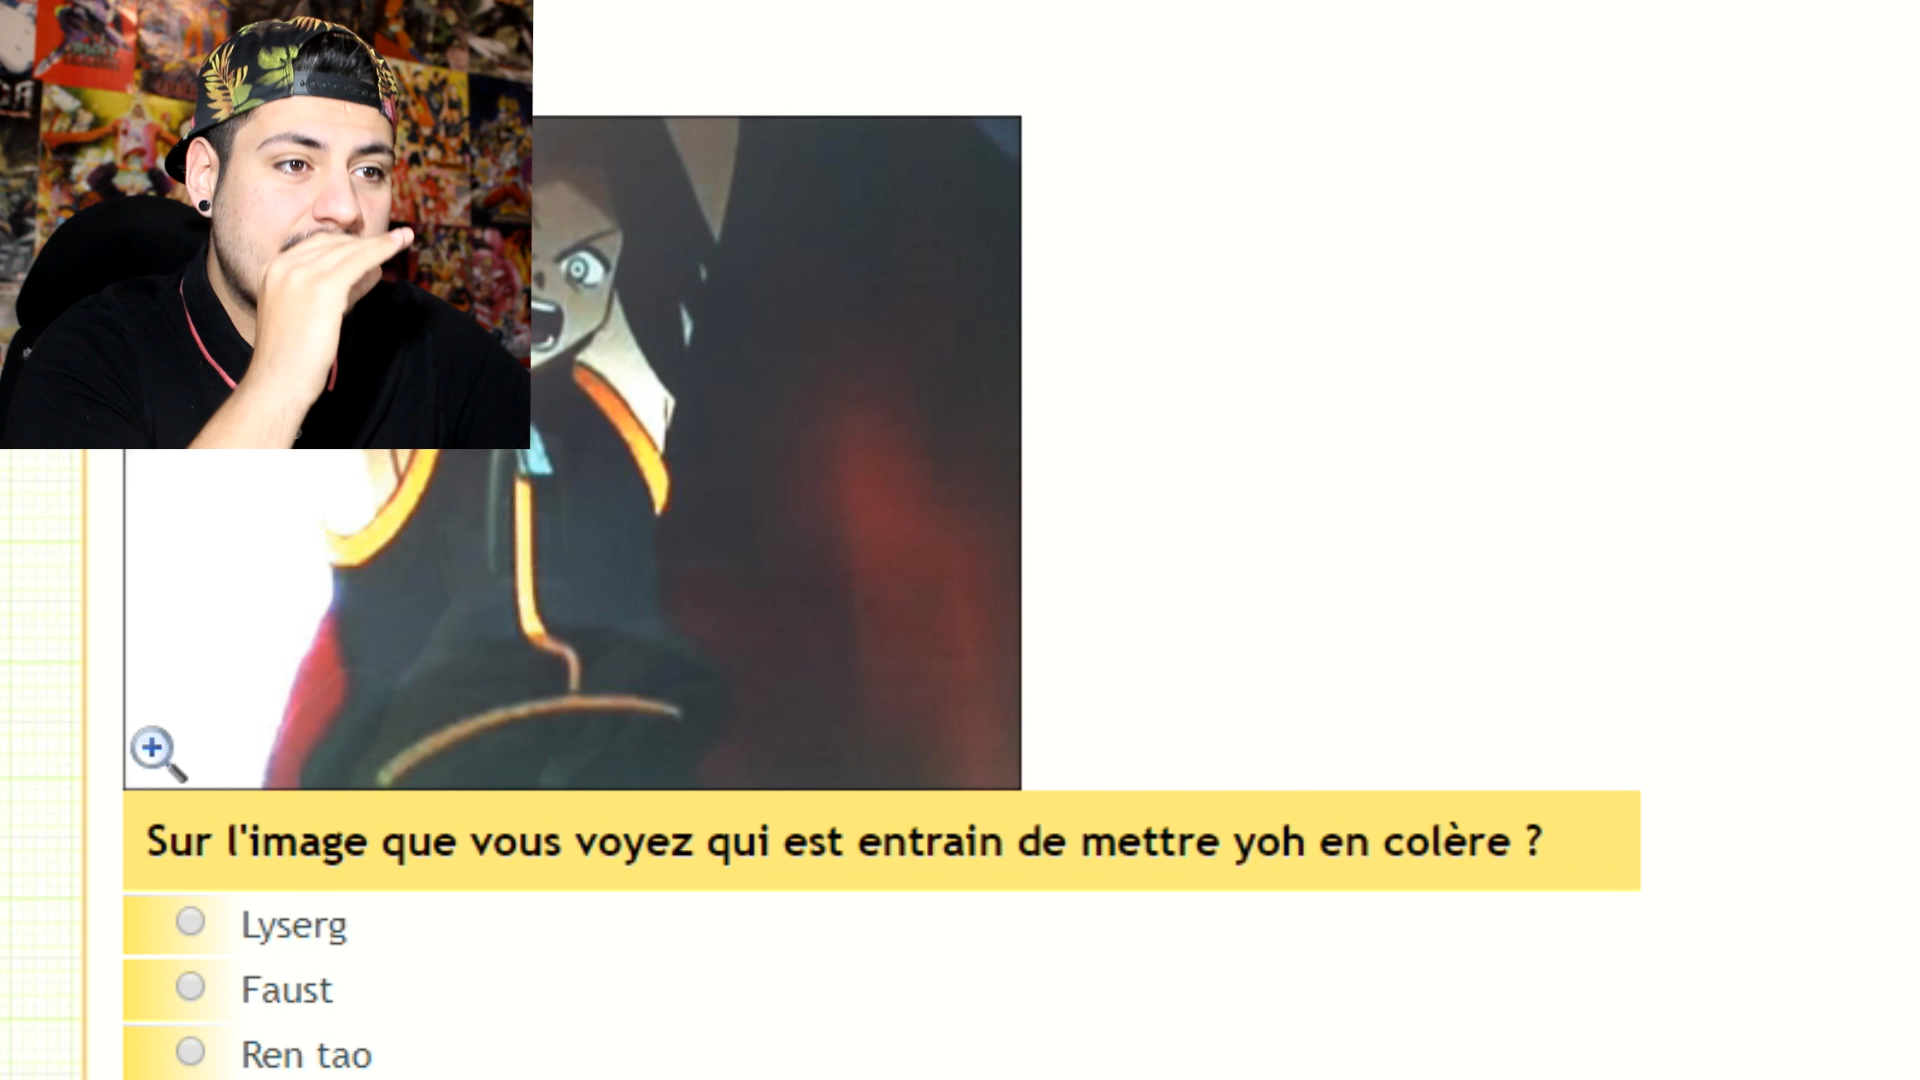 Sur l'image que vous voyez qui est entrain de mettre yoh en colère ?
Lyserg
Faust
Ren tao